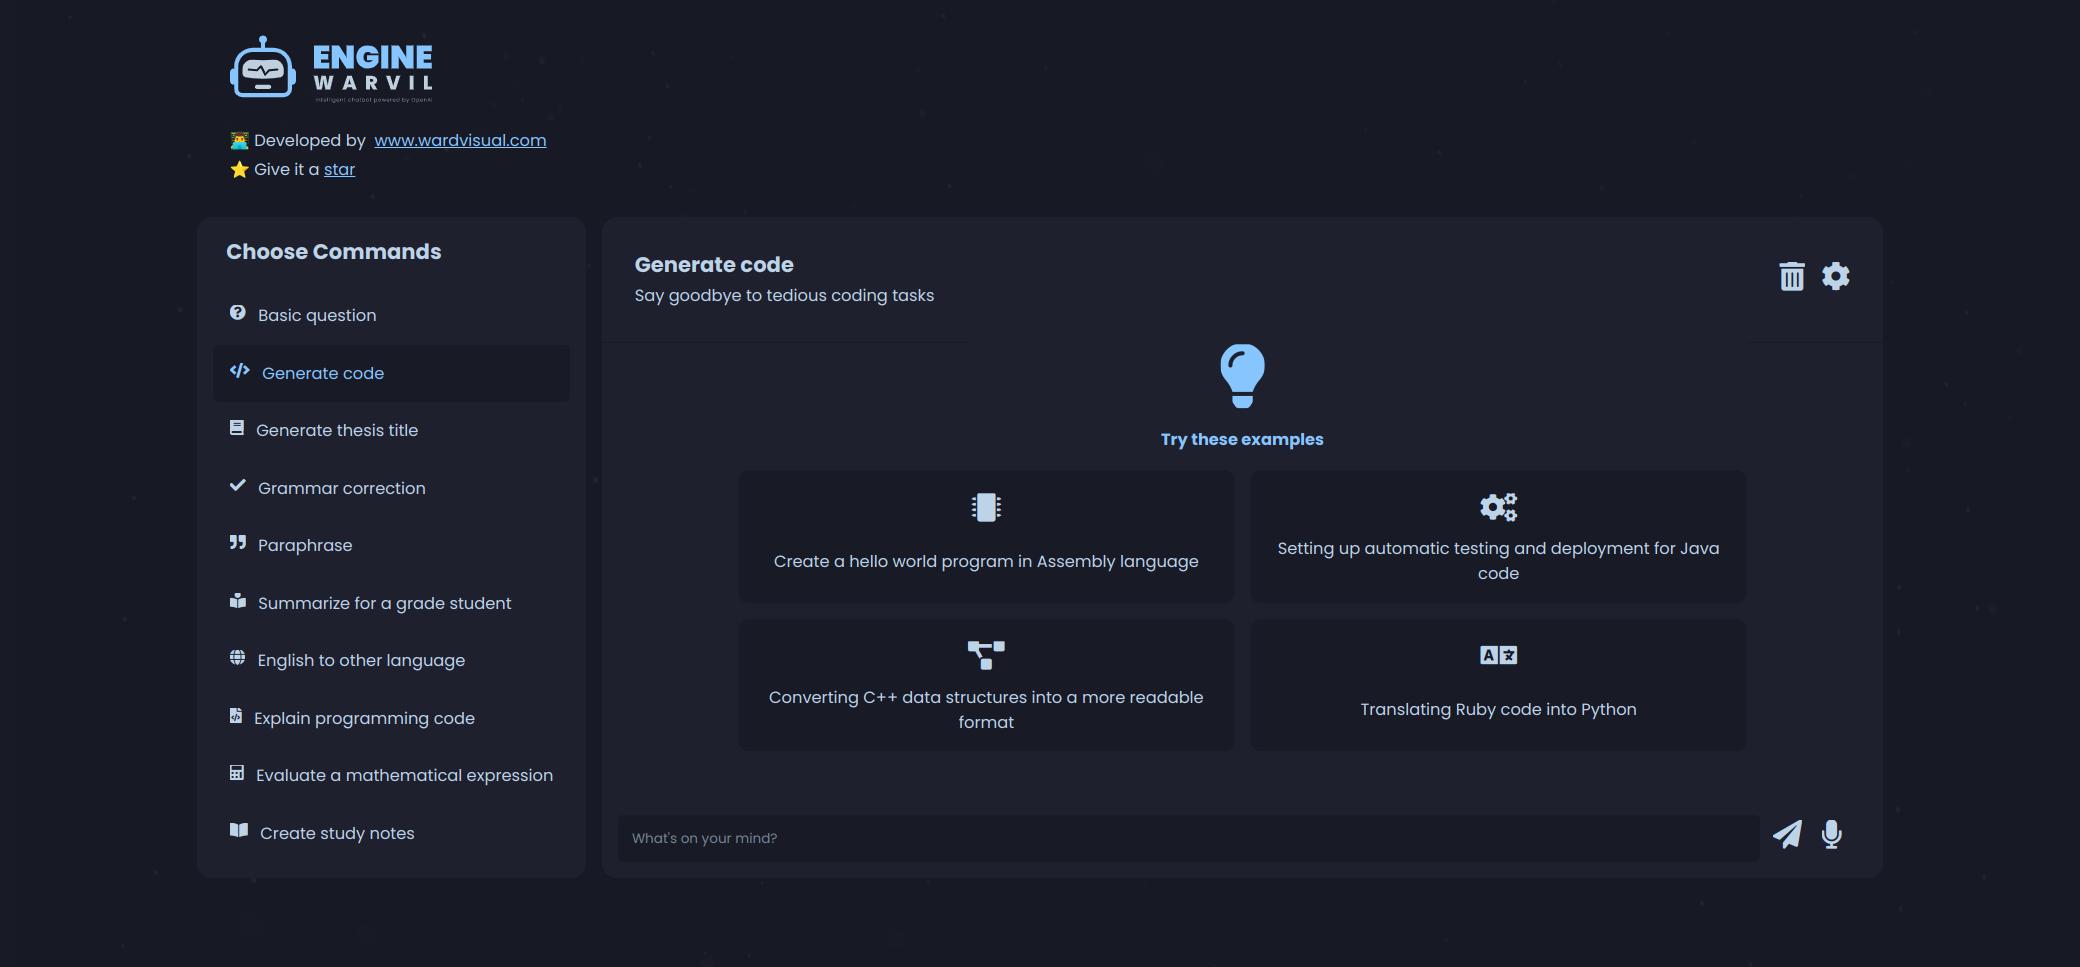 ENGINE
WARVIL
Intelligent chatbot powered by OpenAI
Developed by www.wardvisual.com
Give it a star
Choose Commands
Basic question
Generate code
Generate thesis title
Grammar correction
Paraphrase
Summarize for a grade student
English to other language
Explain programming code
Evaluate a mathematical expression
Create study notes
Generate code
Say goodbye to tedious coding tasks
Try these examples
Create a hello world program in Assembly language
Setting up automatic testing and deployment for Java
code
Converting C++ data structures into a more readable
format
Translating Ruby code into Python
What's on your mind?